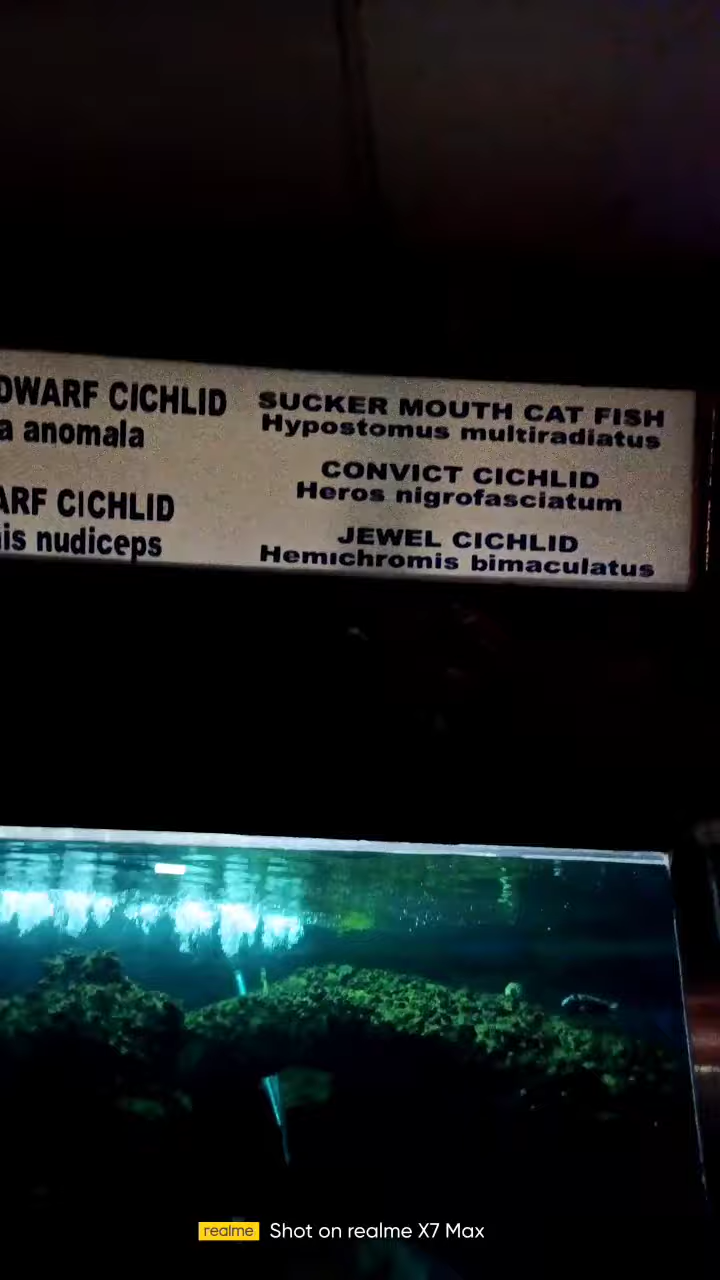 DWARF CICHLID
a anomala
ARF CICHLID
is nudiceps
SUCKER MOUTH CAT FISH
Hypostomus multiradiatus
CONVICT CICHLID
Heros nigrofasciatum
JEWEL CICHLID
Hemichromis bimaculatus
realme Shot on realme X7 Max